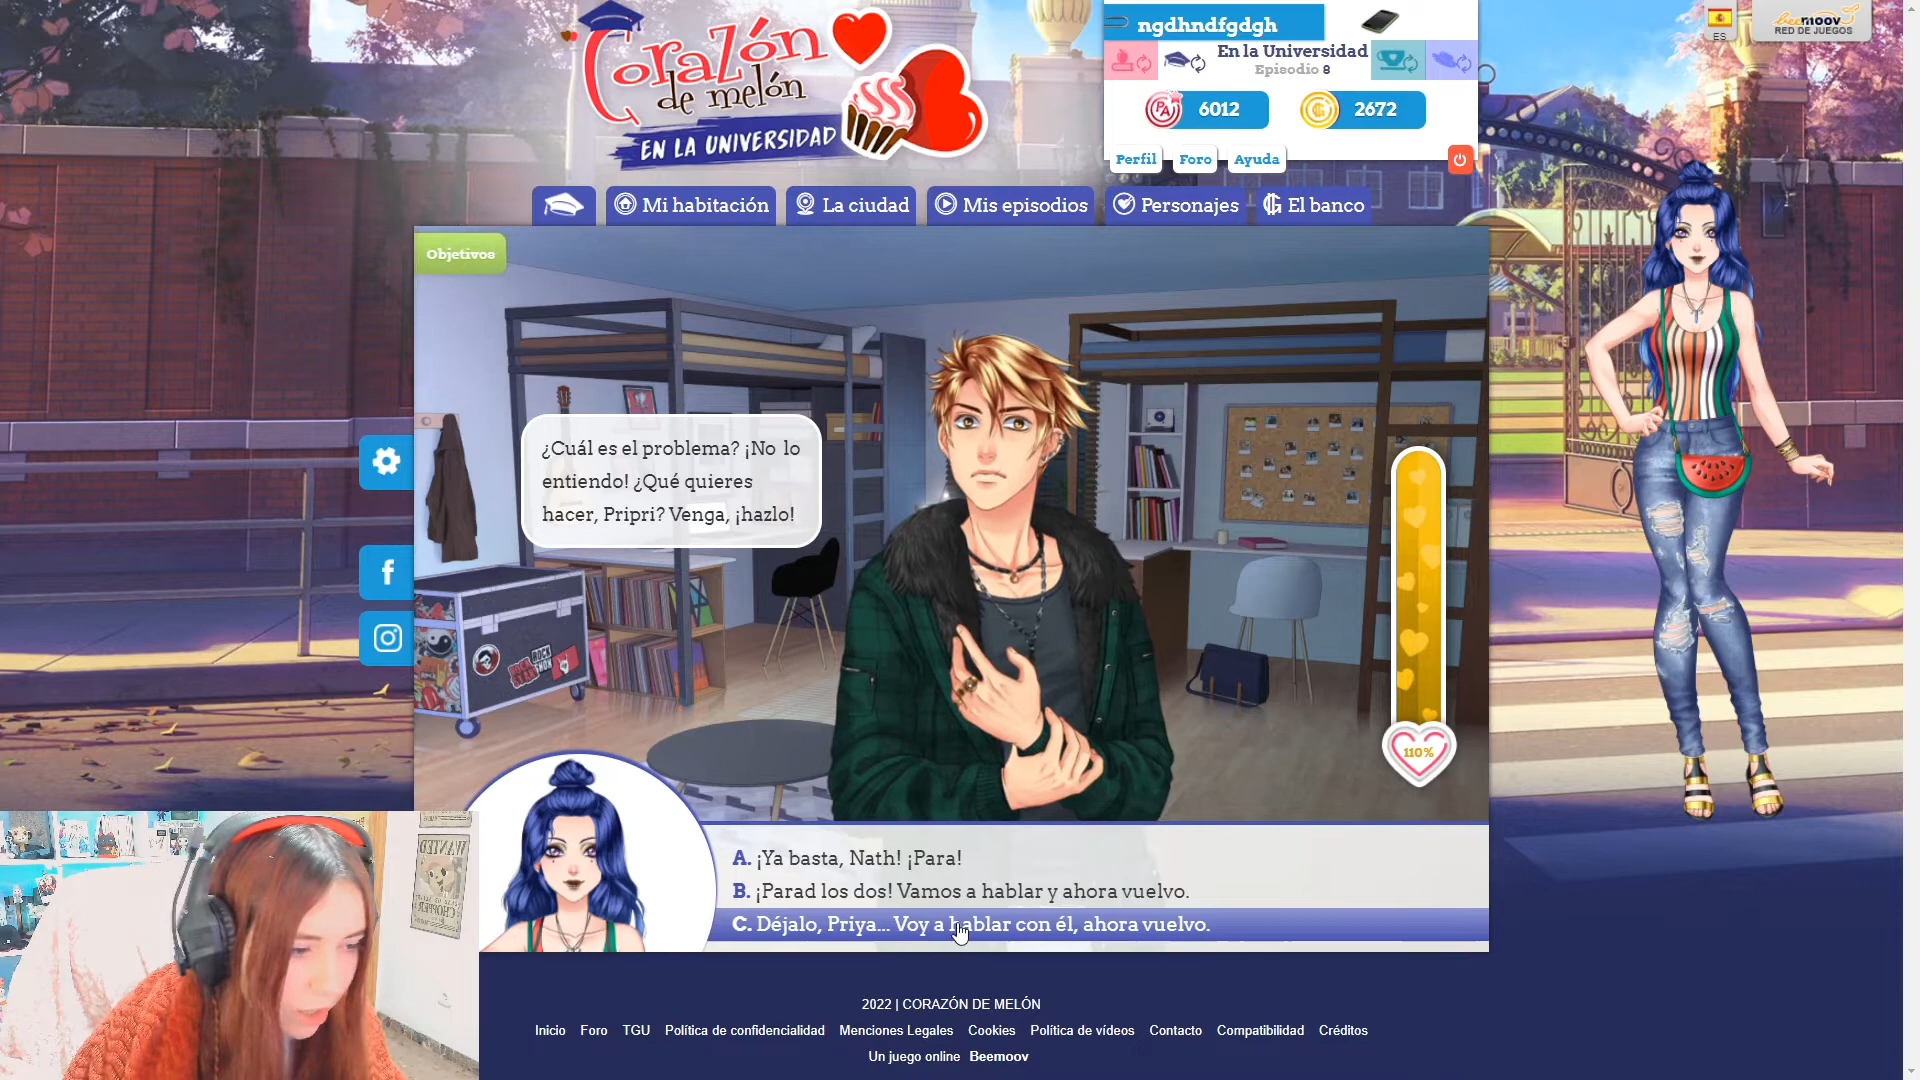 Corazón
de melón
EN LA UNIVERSIDAD
ngdhndfgdgh
En la Universidad
Episodio 8
PA
6012
2672
Perfil
Foro
Ayuda
ES
beemoov
RED DE JUEGOS
Mi habitación
La ciudad
Mis episodios
Personajes
El banco
Objetivos
¿Cuál es el problema? ¡No lo
entiendo! ¿Qué quieres
hacer, Pripri? Venga, ¡hazlo!
110%
A. ¡Ya basta, Nath! ¡Para!
B. ¡Parad los dos! Vamos a hablar y ahora vuelvo.
C. Déjalo, Priya... Voy a hablar con él, ahora vuelvo.
WANTED
CHOPPER
2022 | CORAZÓN DE MELÓN
Inicio
Foro
TGU
Política de confidencialidad
Menciones Legales
Cookies
Política de vídeos
Contacto
Compatibilidad
Créditos
Un juego online Beemoov